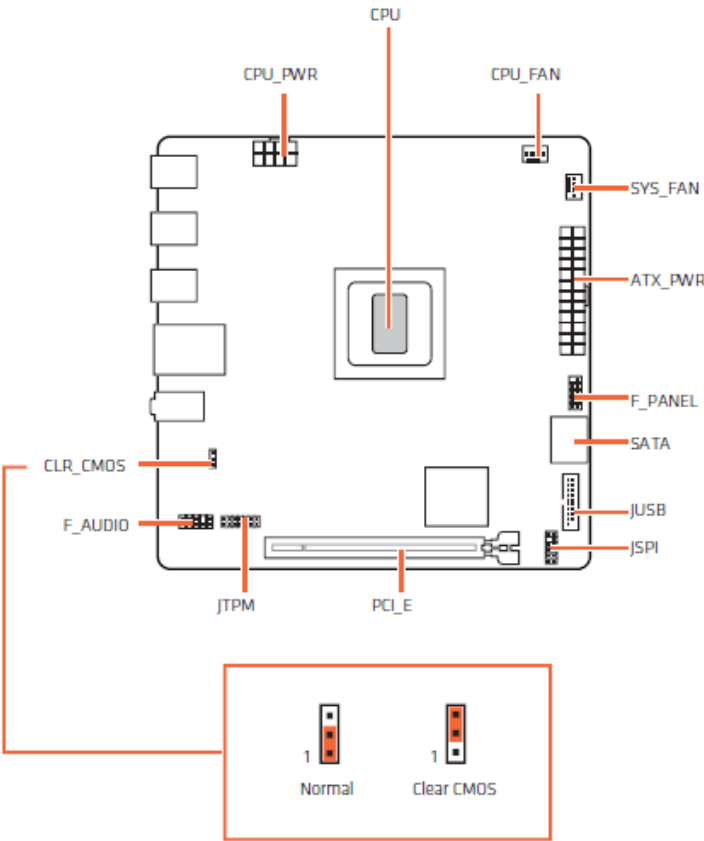 CPU
CPU_PWR
CPU_FAN
SYS_FAN
ATX_PWR
F_PANEL
SATA
CLR_CMOS
JUSB
F_AUDIO
JSPI
JTPM
PCI_E
1
1
Normal
Clear CMOS